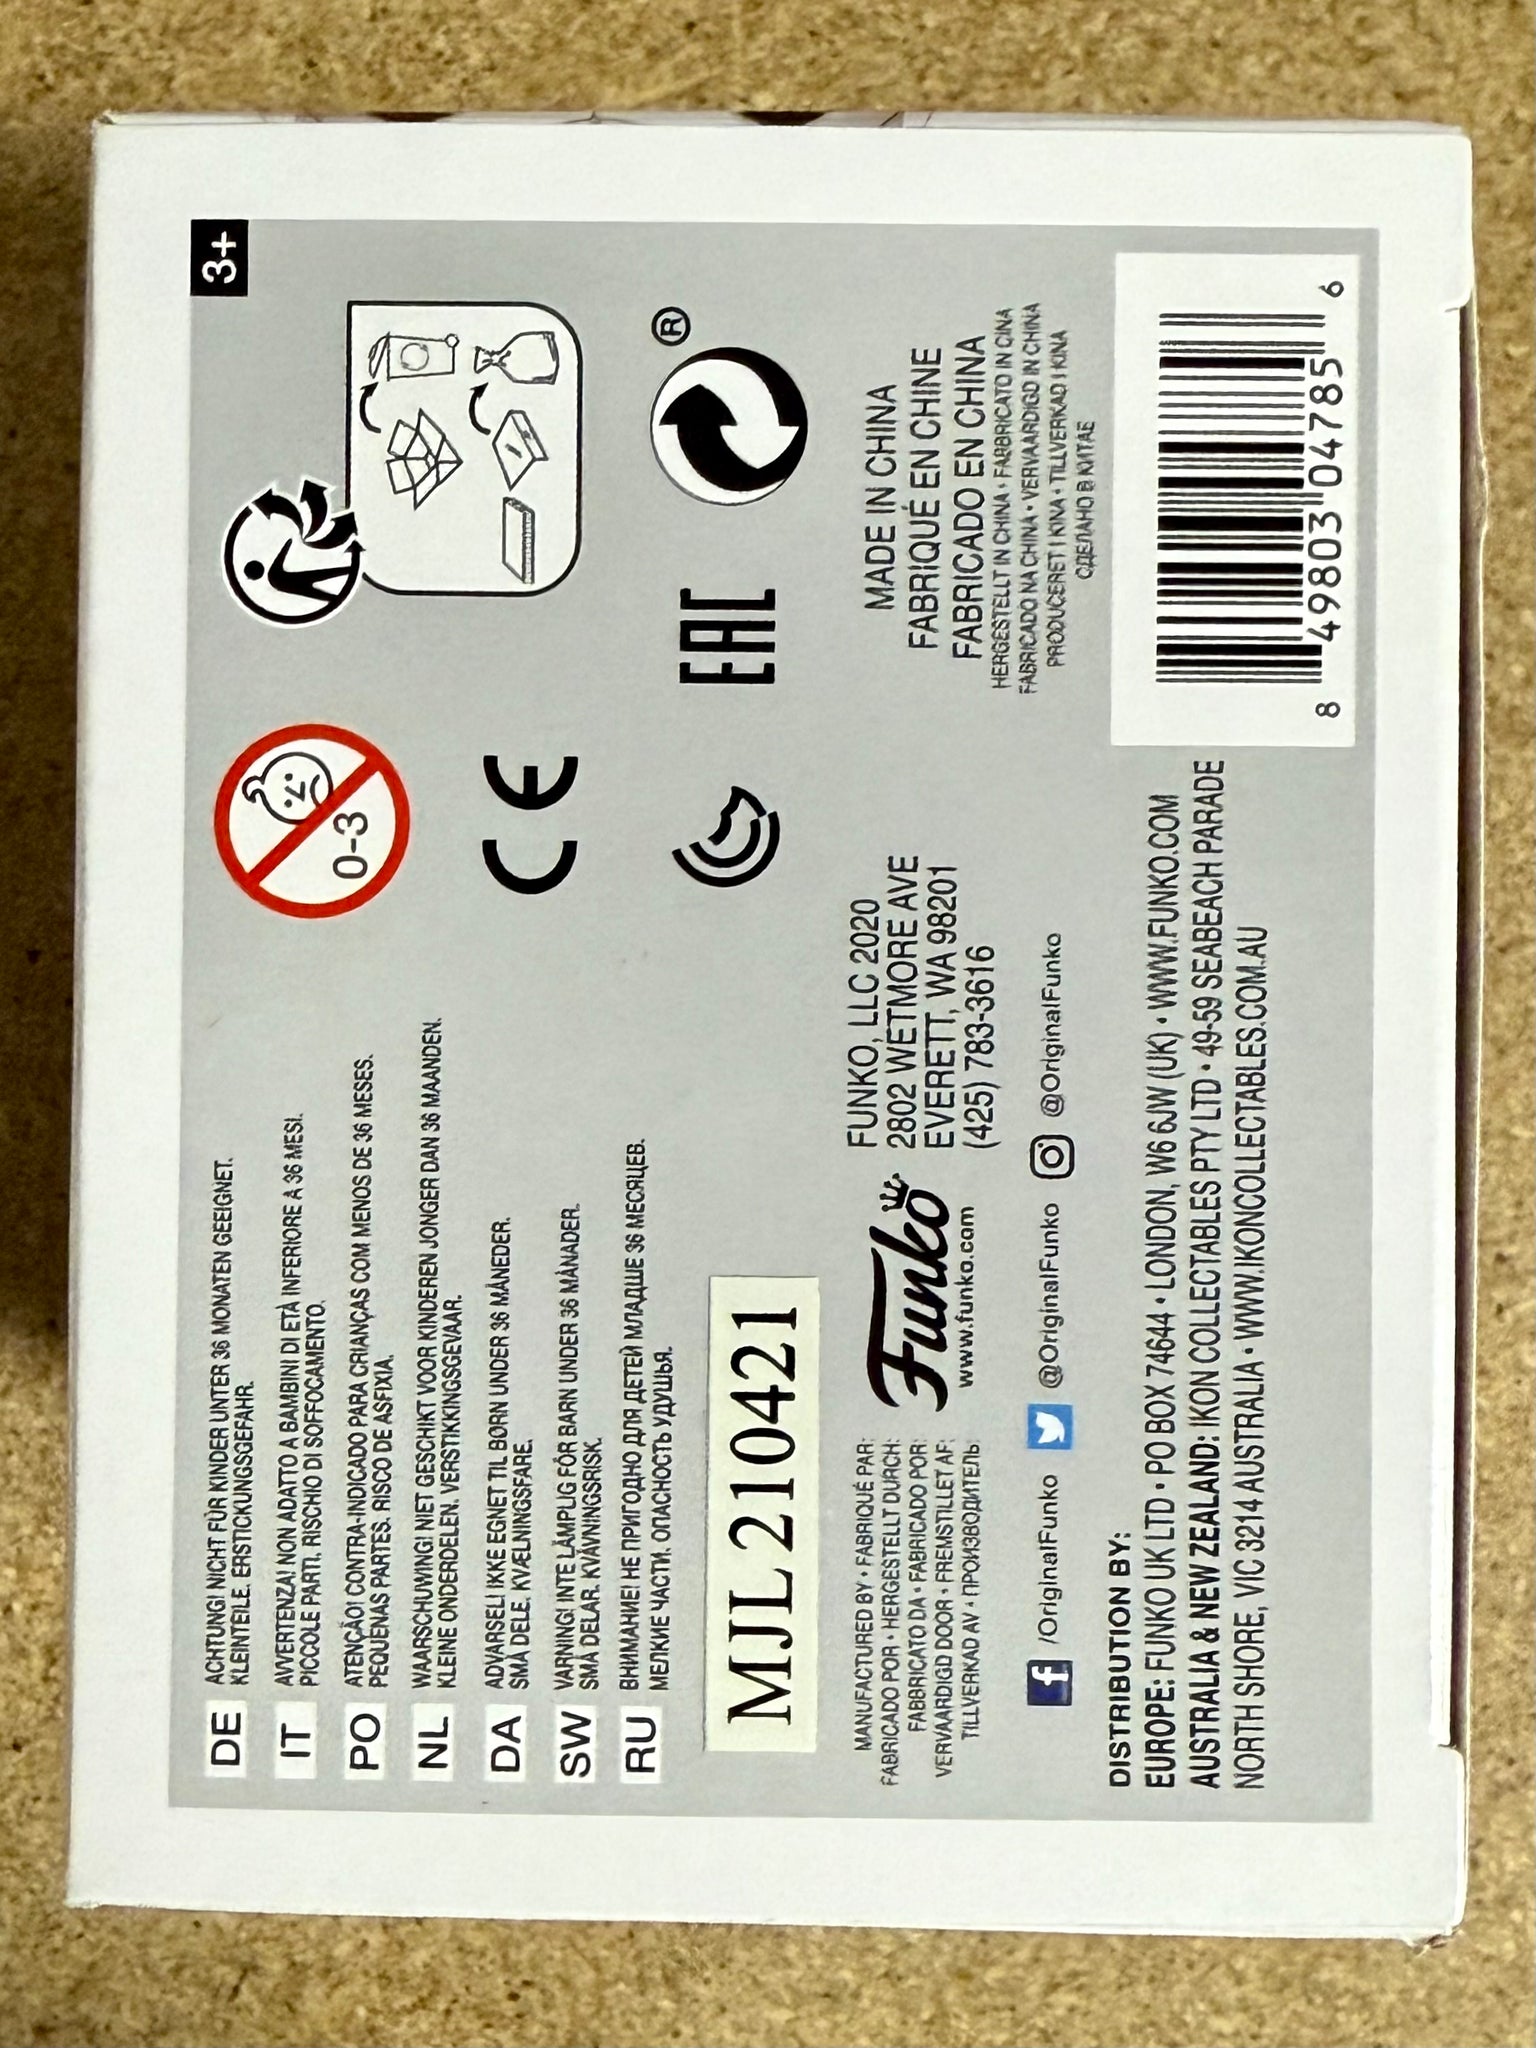 3+
DE ACHTUNG! NICHT FÜR KINDER UNTER 36 MONATEN GEEIGNET.
KLEINTEILE. ERSTICKUNGSGEFAHR.
IT AVVERTENZA! NON ADATTO A BAMBINI DI ETÀ INFERIORE A 36 MESI.
PICCOLE PARTI. RISCHIO DI SOFFOCAMENTO.
PO ATENÇÃO! CONTRA-INDICADO PARA CRIANÇAS COM MENOS DE 36 MESES.
PEQUENAS PARTES. RISCO DE ASFIXIA.
NL WAARSCHUWING! NIET GESCHIKT VOOR KINDEREN JONGER DAN 36 MAANDEN.
KLEINE ONDERDELEN. VERSTIKKINGSGEVAAR.
DA ADVARSEL! IKKE EGNET TIL BØRN UNDER 36 MÅNEDER.
SMÅ DELE. KVÆLNINGSFARE.
SW VARNING! INTE LÄMPLIG FÖR BARN UNDER 36 MÅNADER.
SMÅ DELAR. KVÄVNINGSRISK.
RU ВНИМАНИЕ! НЕ ПРИГОДНО ДЛЯ ДЕТЕЙ МЛАДШЕ 36 МЕСЯЦЕВ.
МЕЛКИЕ ЧАСТИ. ОПАСНОСТЬ УДУШЬЯ.
0-3
CE
EAC
®
MJL 210421
MANUFACTURED BY • FABRIQUÉ PAR:
FABRICADO POR • HERGESTELLT DURCH:
FABBRICATO DA • FABRICADO POR:
VERVAARDIGD DOOR • FREMSTILLET AF:
TILLVERKAD AV • ПРОИЗВОДИТЕЛЬ:
Funko
www.funko.com
FUNKO, LLC 2020
2802 WETMORE AVE
EVERETT, WA 98201
(425) 783-3616
MADE IN CHINA
FABRIQUÉ EN CHINE
FABRICADO EN CHINA
HERGESTELLT IN CHINA • FABBRICATO IN CINA
FABRICADO NA CHINA • VERVAARDIGD IN CHINA
PRODUCERET I KINA • TILLVERKAD I KINA
СДЕЛАНО В КИТАЕ
/OriginalFunko @OriginalFunko @OriginalFunko
DISTRIBUTION BY:
EUROPE: FUNKO UK LTD • PO BOX 74644 • LONDON, W6 6JW (UK) • WWW.FUNKO.COM
AUSTRALIA & NEW ZEALAND: IKON COLLECTABLES PTY LTD • 49-59 SEABEACH PARADE
NORTH SHORE, VIC 3214 AUSTRALIA • WWW.IKONCOLLECTABLES.COM.AU
8 49803 04785 6